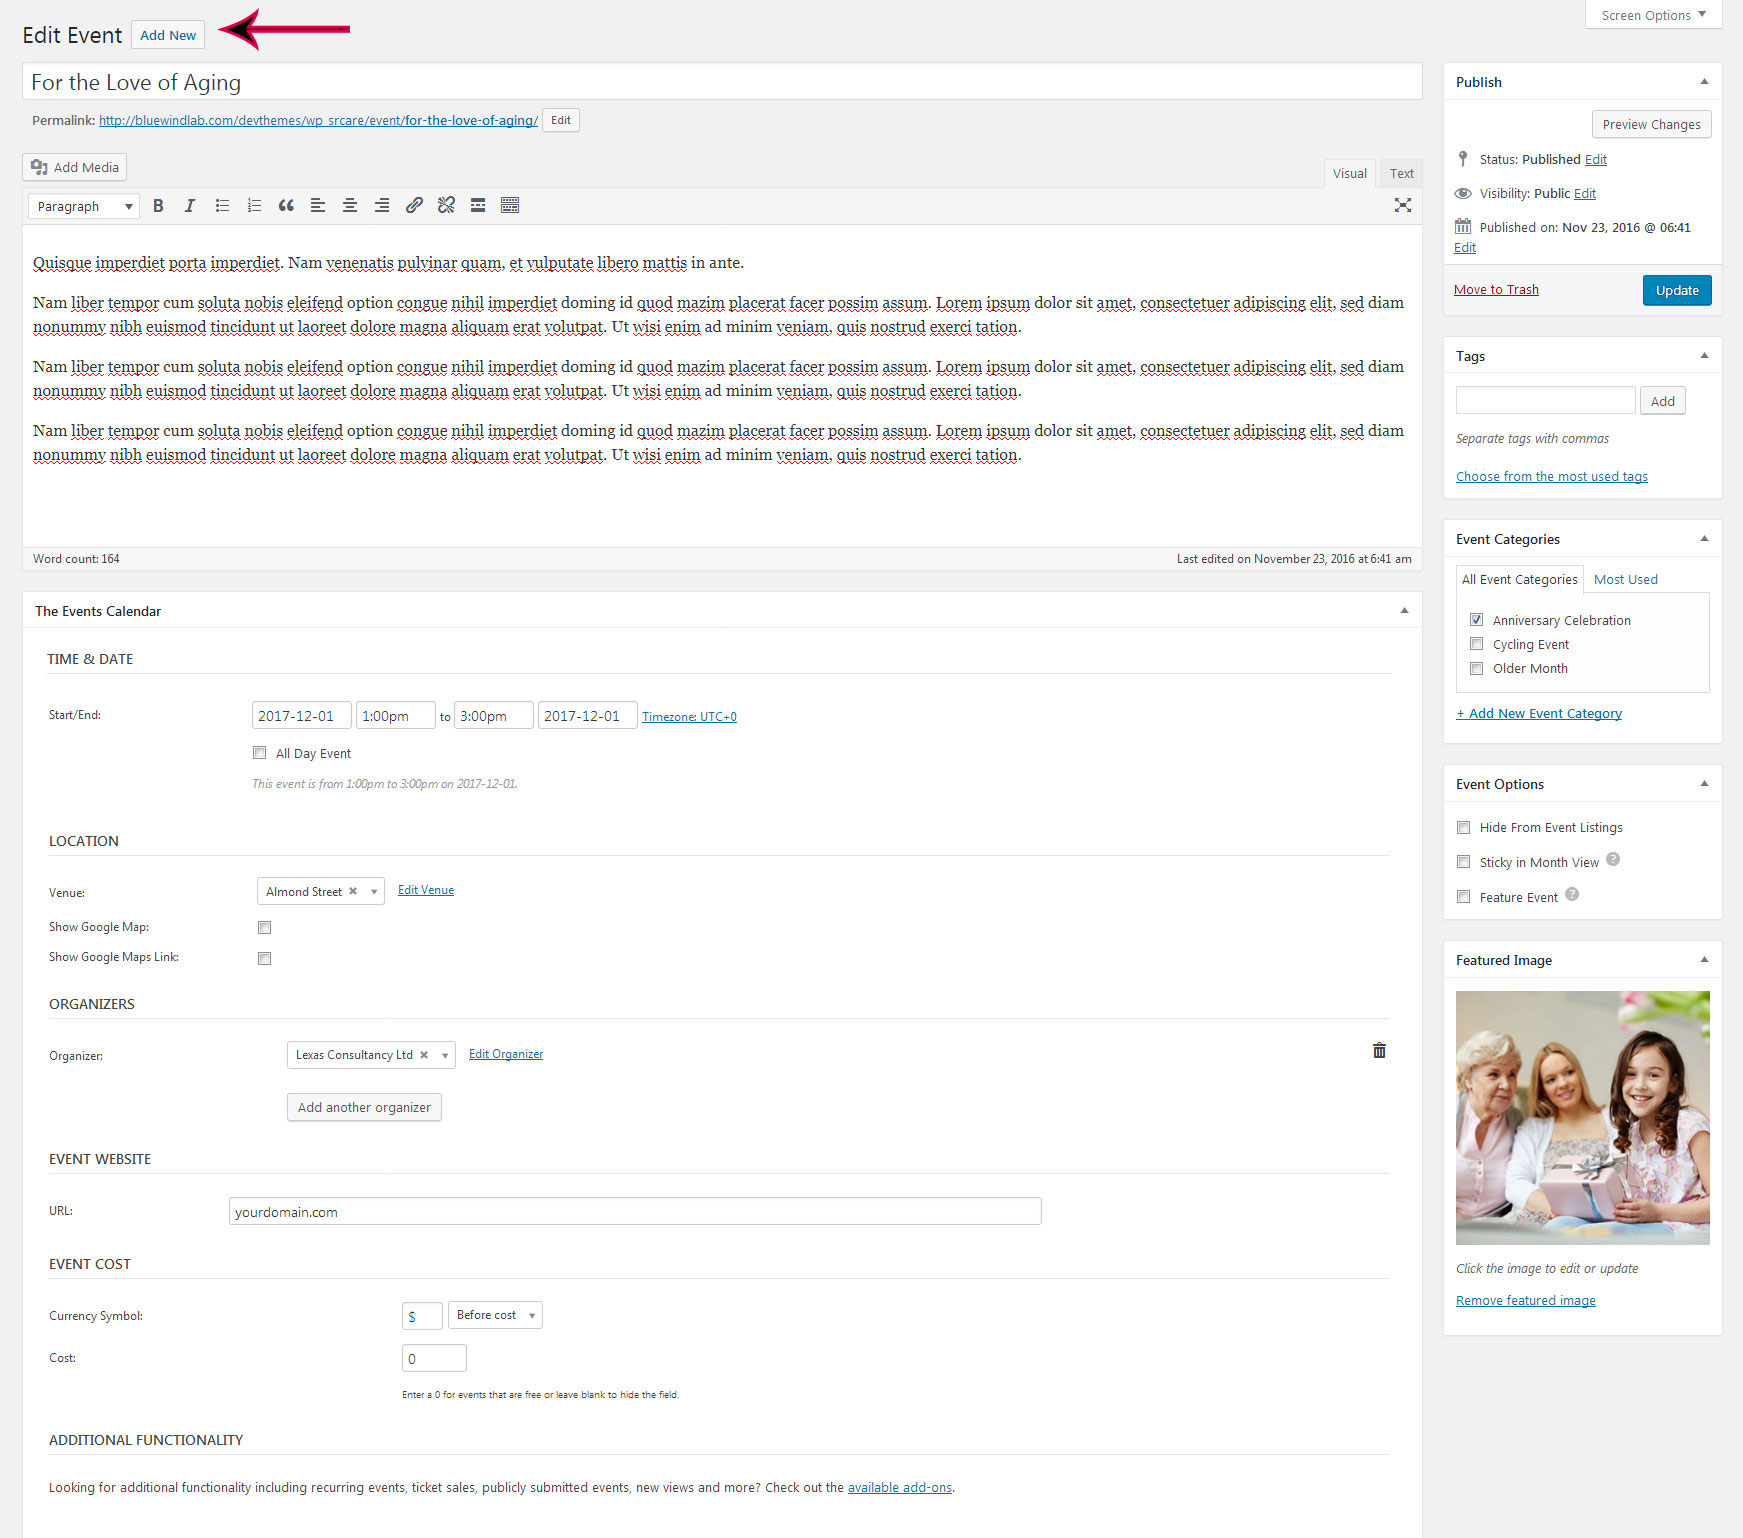 Screen Options
Edit Event Add New
For the Love of Aging
Permalink: http://bluewindlab.com/devthemes/wp_srcare/event/for-the-love-of-aging/ Edit
Add Media
Visual Text
Paragraph
Quisque imperdiet porta imperdiet. Nam venenatis pulvinar quam, et vulputate libero mattis in ante.
Nam liber tempor cum soluta nobis eleifend option congue nihil imperdiet doming id quod mazim placerat facer possim assum. Lorem ipsum dolor sit amet, consectetuer adipiscing elit, sed diam
nonummy nibh euismod tincidunt ut laoreet dolore magna aliquam erat volutpat. Ut wisi enim ad minim veniam, quis nostrud exerci tation.
Nam liber tempor cum soluta nobis eleifend option congue nihil imperdiet doming id quod mazim placerat facer possim assum. Lorem ipsum dolor sit amet, consectetuer adipiscing elit, sed diam
nonummy nibh euismod tincidunt ut laoreet dolore magna aliquam erat volutpat. Ut wisi enim ad minim veniam, quis nostrud exerci tation.
Nam liber tempor cum soluta nobis eleifend option congue nihil imperdiet doming id quod mazim placerat facer possim assum. Lorem ipsum dolor sit amet, consectetuer adipiscing elit, sed diam
nonummy nibh euismod tincidunt ut laoreet dolore magna aliquam erat volutpat. Ut wisi enim ad minim veniam, quis nostrud exerci tation.
Word count: 164 Last edited on November 23, 2016 at 6:41 am
The Events Calendar
TIME & DATE
Start/End: 2017-12-01 1:00pm to 3:00pm 2017-12-01 Timezone: UTC+0
All Day Event
This event is from 1:00pm to 3:00pm on 2017-12-01.
LOCATION
Venue: Almond Street Edit Venue
Show Google Map:
Show Google Maps Link:
ORGANIZERS
Organizer: Lexas Consultancy Ltd Edit Organizer
Add another organizer
EVENT WEBSITE
URL: yourdomain.com
EVENT COST
Currency Symbol: $ Before cost
Cost: 0
Enter a 0 for events that are free or leave blank to hide the field.
ADDITIONAL FUNCTIONALITY
Looking for additional functionality including recurring events, ticket sales, publicly submitted events, new views and more? Check out the available add-ons.
Publish
Preview Changes
Status: Published Edit
Visibility: Public Edit
Published on: Nov 23, 2016 @ 06:41
Edit
Move to Trash Update
Tags
Add
Separate tags with commas
Choose from the most used tags
Event Categories
All Event Categories Most Used
Anniversary Celebration
Cycling Event
Older Month
+ Add New Event Category
Event Options
Hide From Event Listings
Sticky in Month View ?
Feature Event ?
Featured Image
Click the image to edit or update
Remove featured image